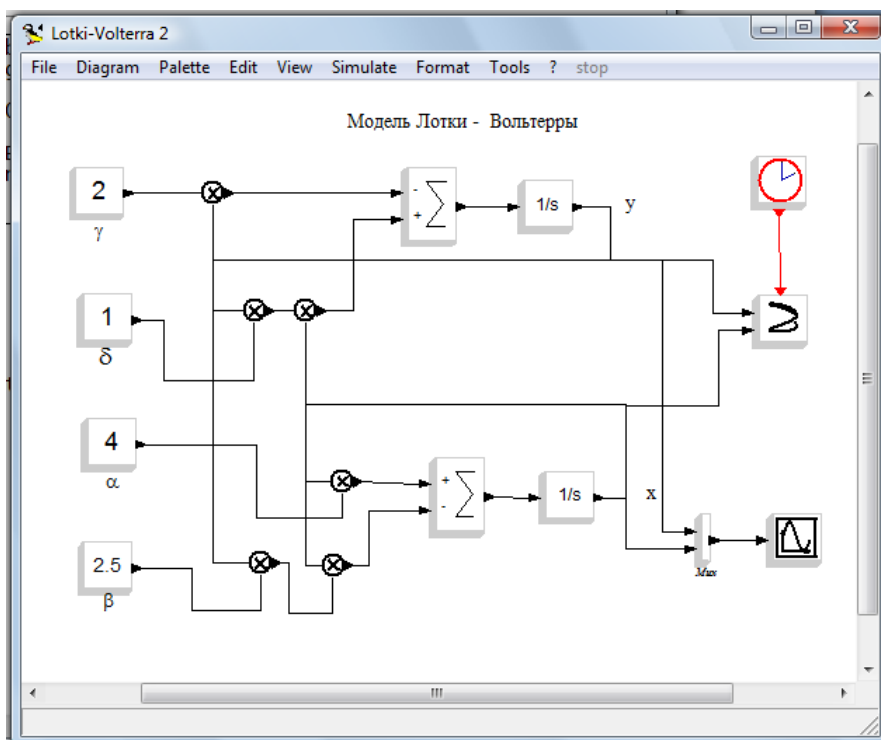 Lotki-Volterra 2
File Diagram Palette Edit View Simulate Format Tools ? stop
Модель Лотки - Вольтерры
2
γ
-
+
1/s
y
1
δ
4
α
+
-
1/s
x
2.5
β
Mux